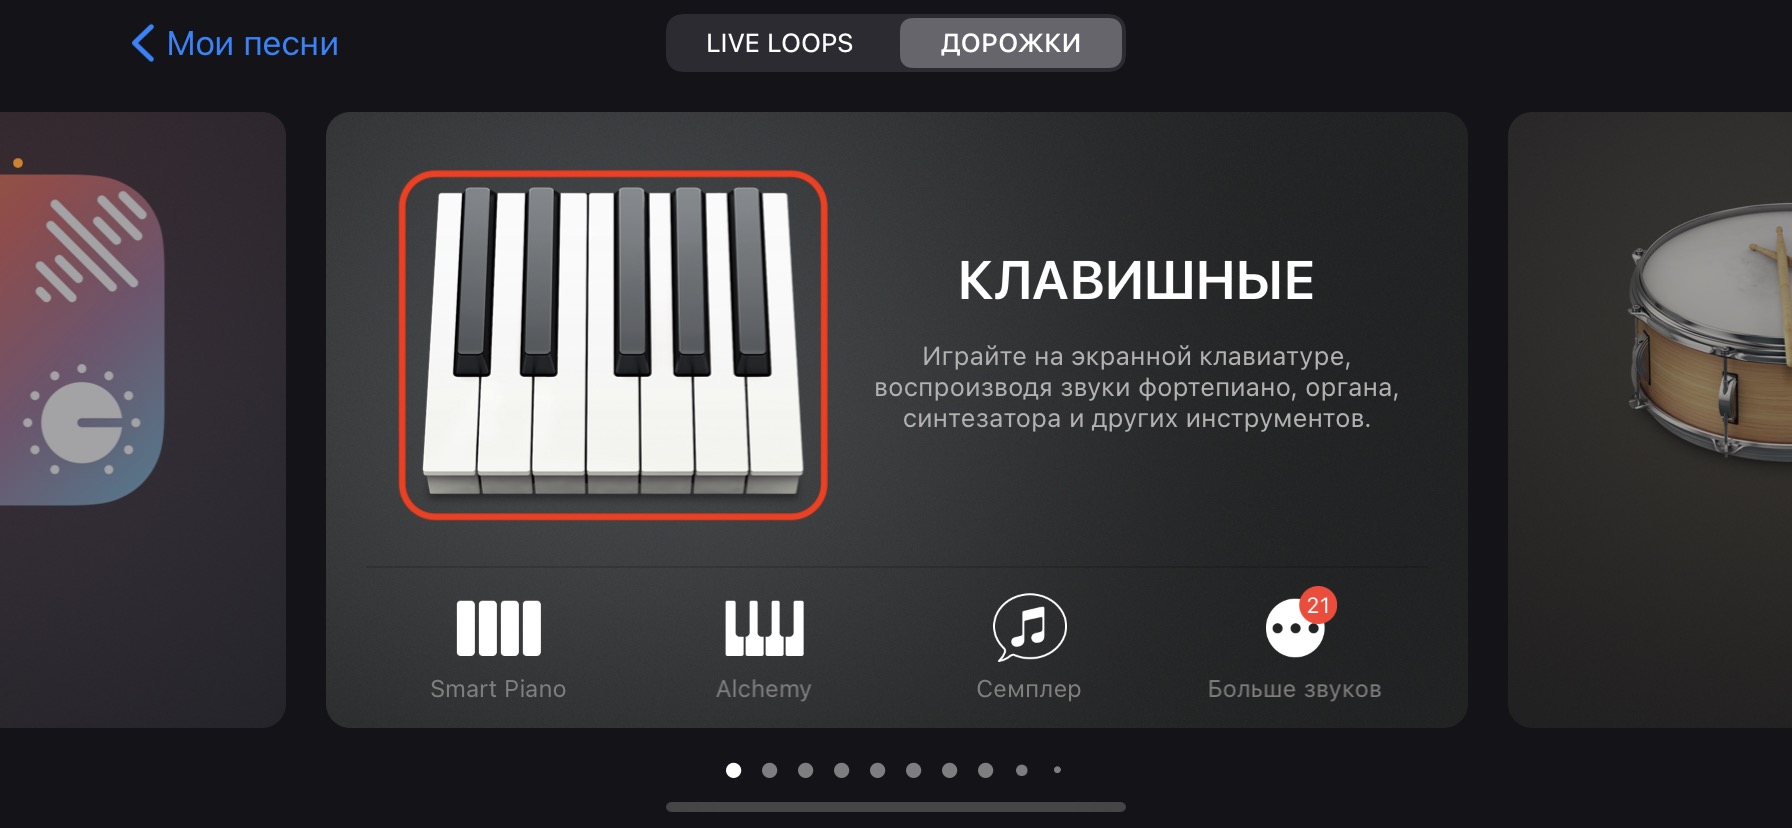 Мои песни
LIVE LOOPS
ДОРОЖКИ
КЛАВИШНЫЕ
Играйте на экранной клавиатуре,
воспроизводя звуки фортепиано, органа,
синтезатора и других инструментов.
Smart Piano
Alchemy
Семплер
21
Больше звуков